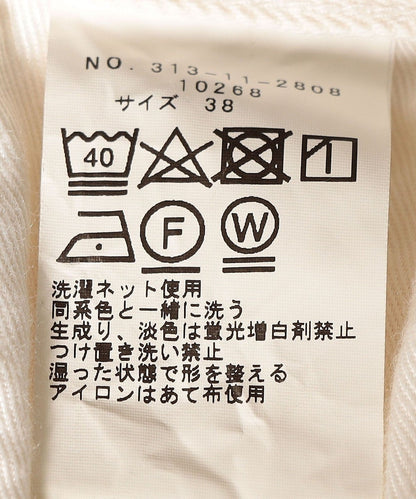 NO. 313-11-2808
10268
サイズ 38
40
F W
洗濯ネット使用
同系色と一緒に洗う
生成り、淡色は蛍光増白剤禁止
つけ置き洗い禁止
湿った状態で形を整える
アイロンはあて布使用